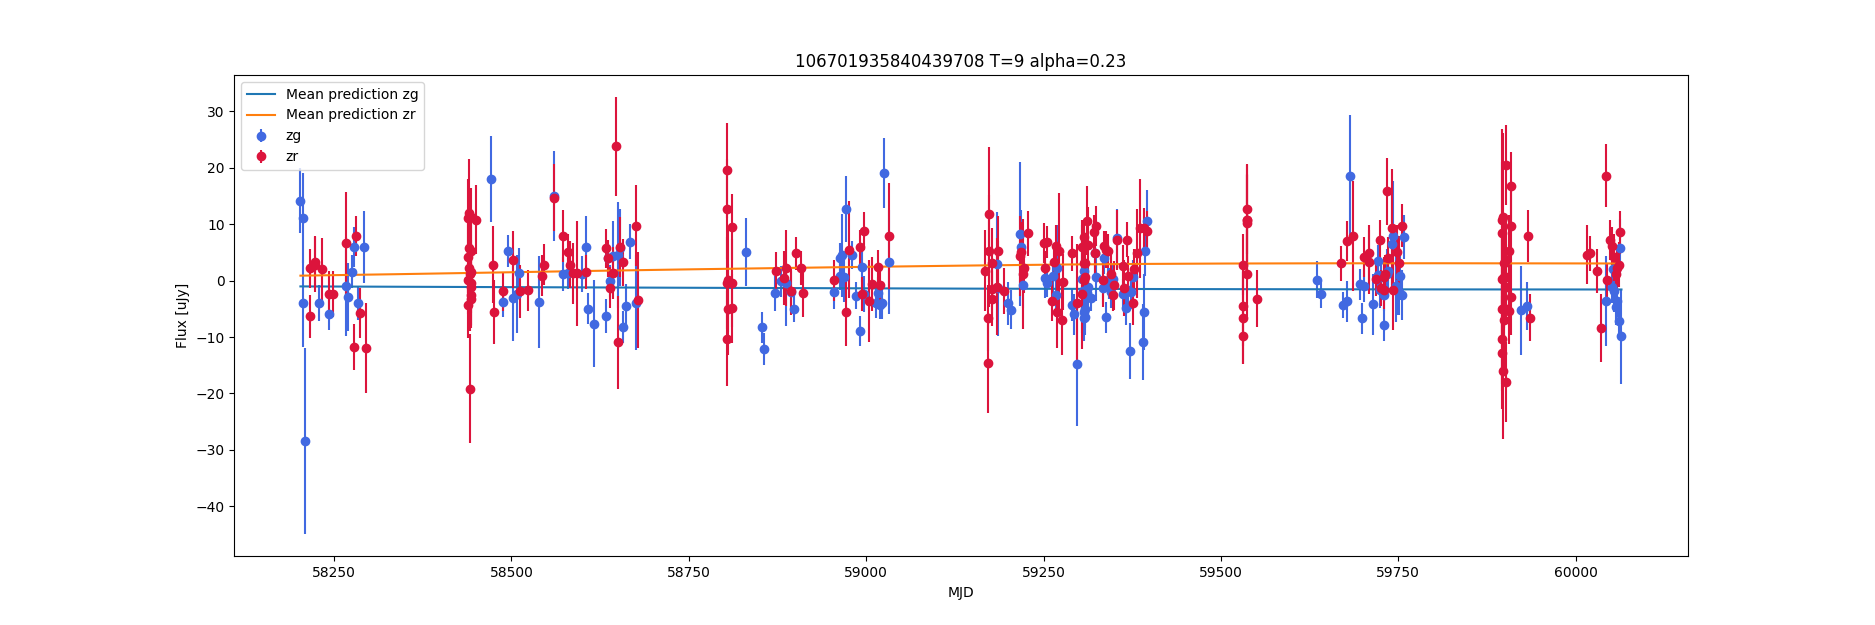 106701935840439708 T=9 alpha=0.23
Mean prediction zg
Mean prediction zr
zg
zr
30
20
10
0
−10
−20
−30
−40
Flux [uJy]
58250 58500 58750 59000 59250 59500 59750 60000
MJD